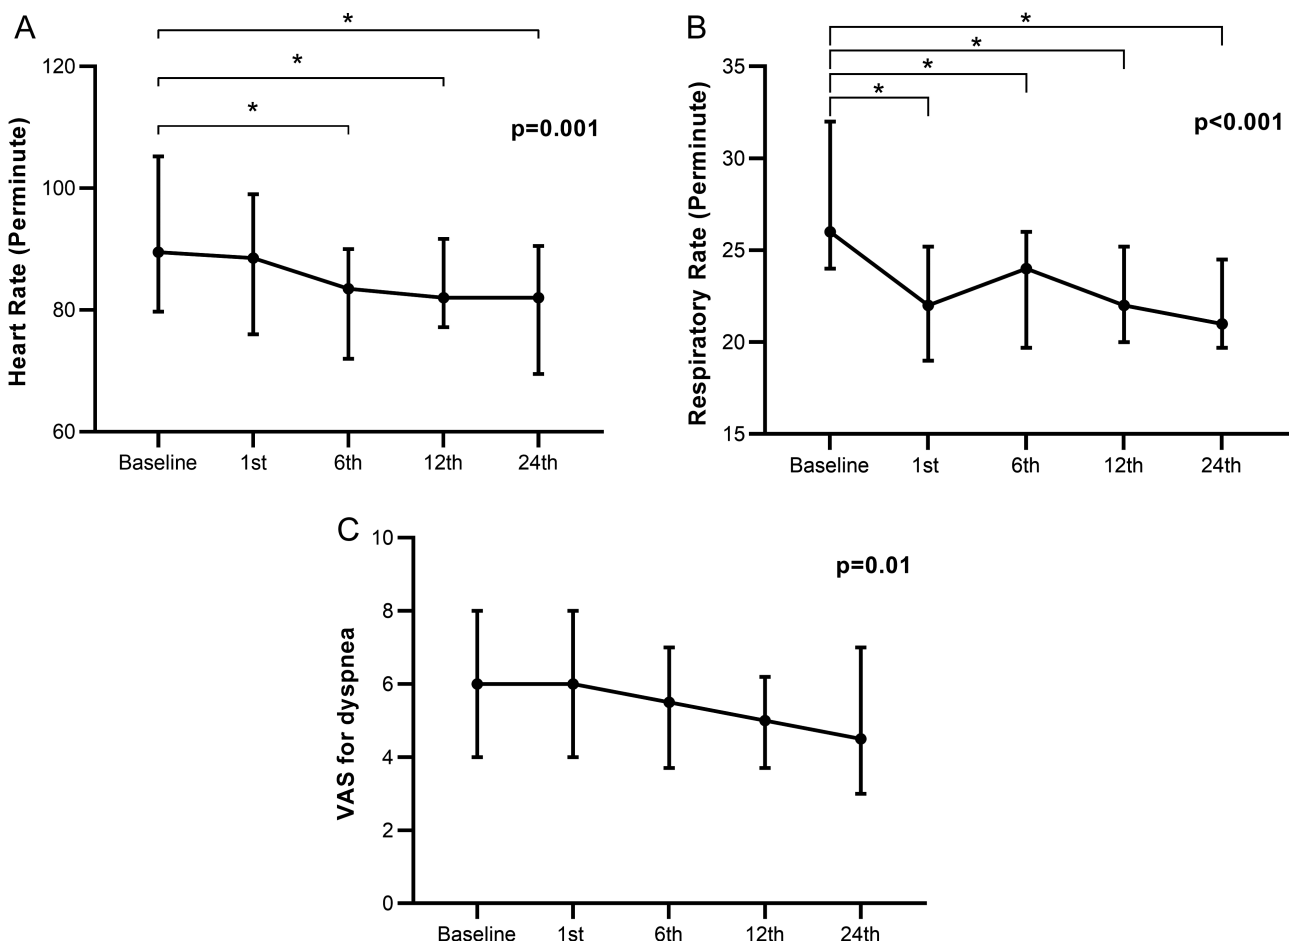 A
*
*
*
p=0.001
Heart Rate (Perminute)
120
100
80
60
Baseline 1st 6th 12th 24th
B
*
*
*
*
p<0.001
Respiratory Rate (Perminute)
35
30
25
20
15
Baseline 1st 6th 12th 24th
C
p=0.01
VAS for dyspnea
10
8
6
4
2
0
Baseline 1st 6th 12th 24th